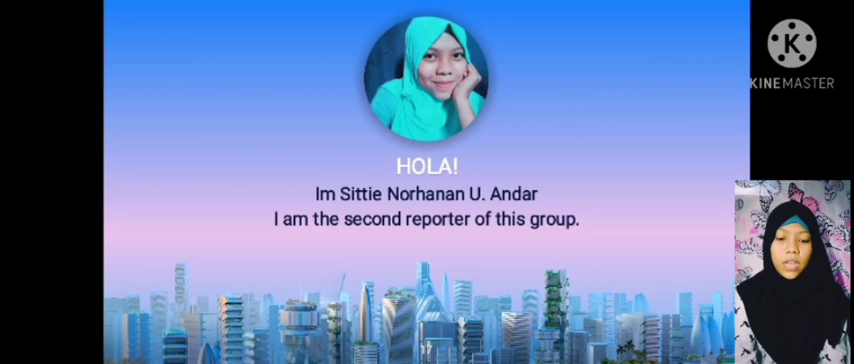 KINEMASTER
HOLA!
Im Sittie Norhanan U. Andar
I am the second reporter of this group.